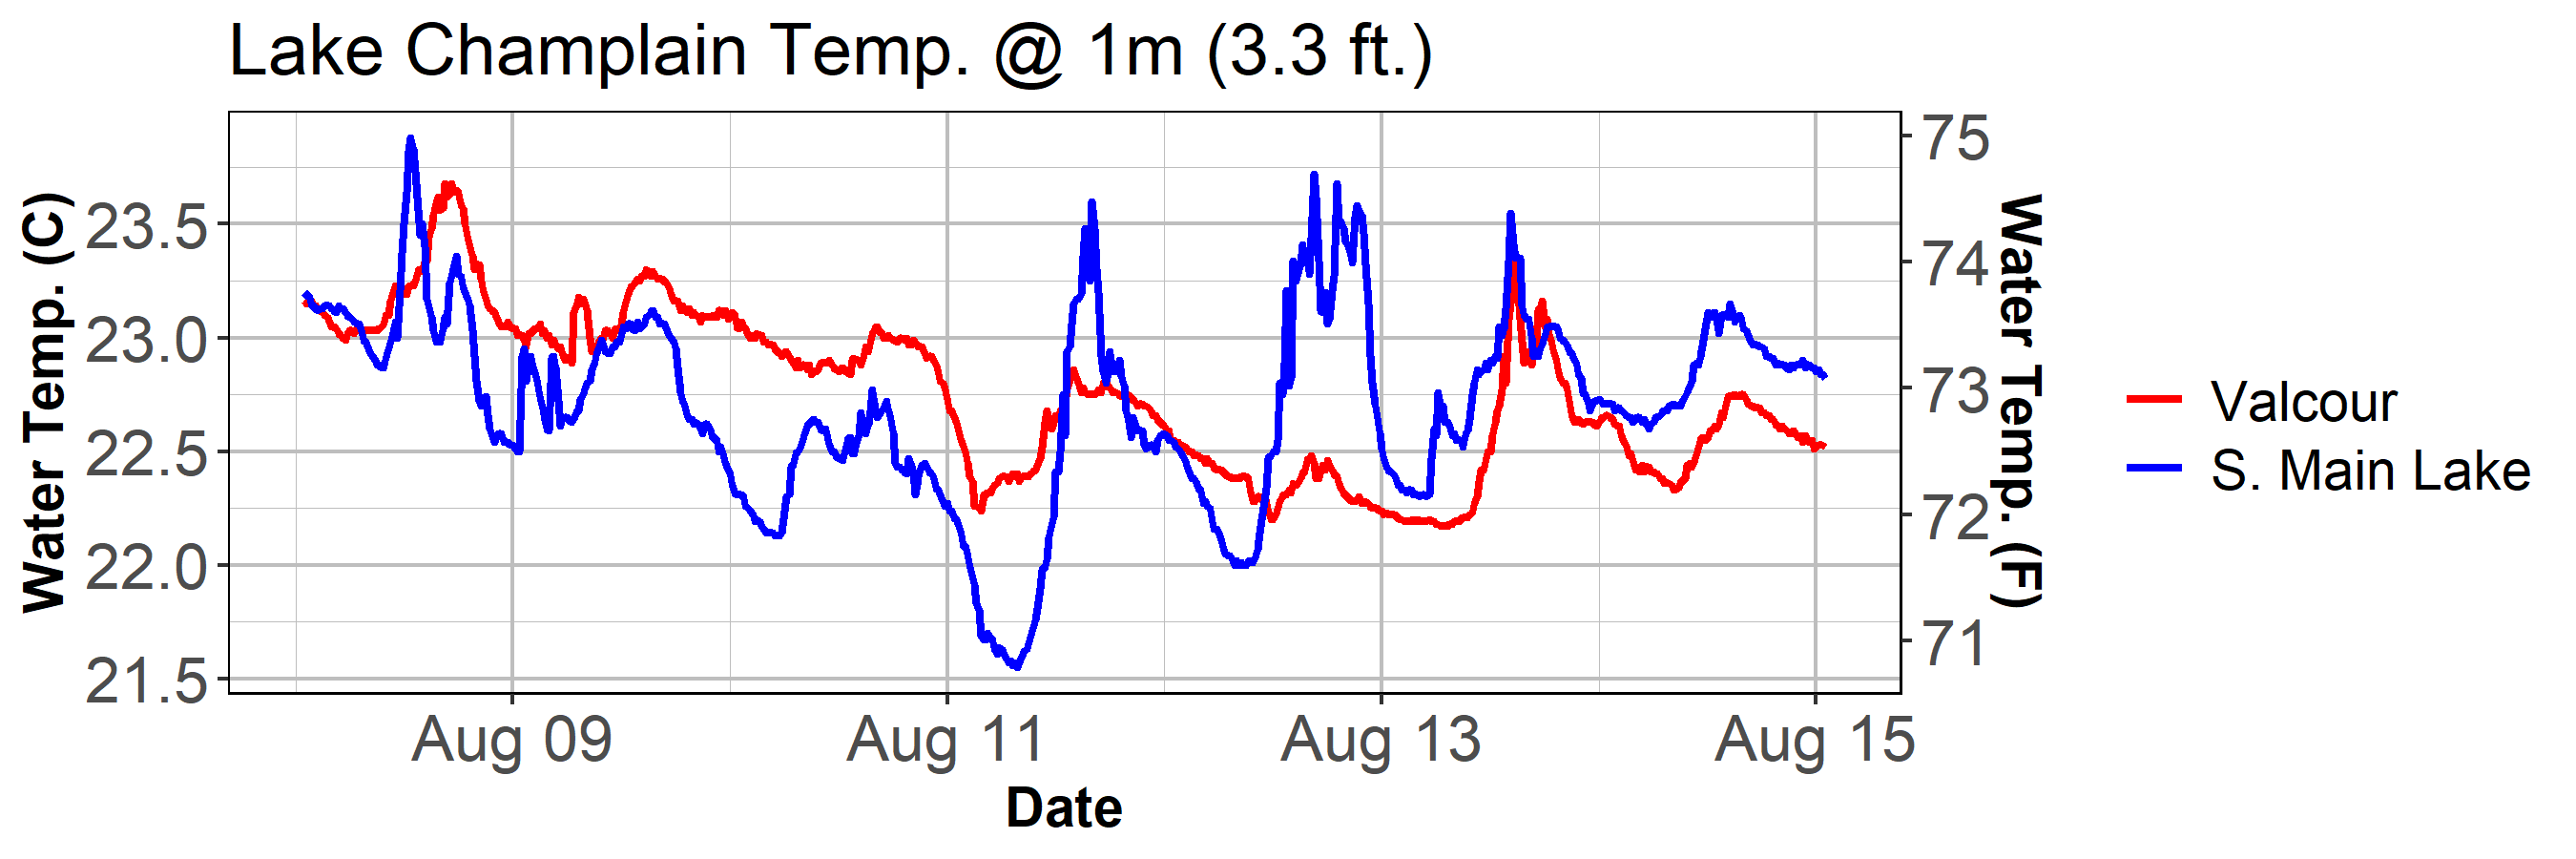 Lake Champlain Temp. @ 1m (3.3 ft.)
Water Temp. (C)
23.5
23.0
22.5
22.0
21.5
75
74
73
72
71
Water Temp. (F)
Aug 09
Aug 11
Aug 13
Aug 15
Date
Valcour
S. Main Lake